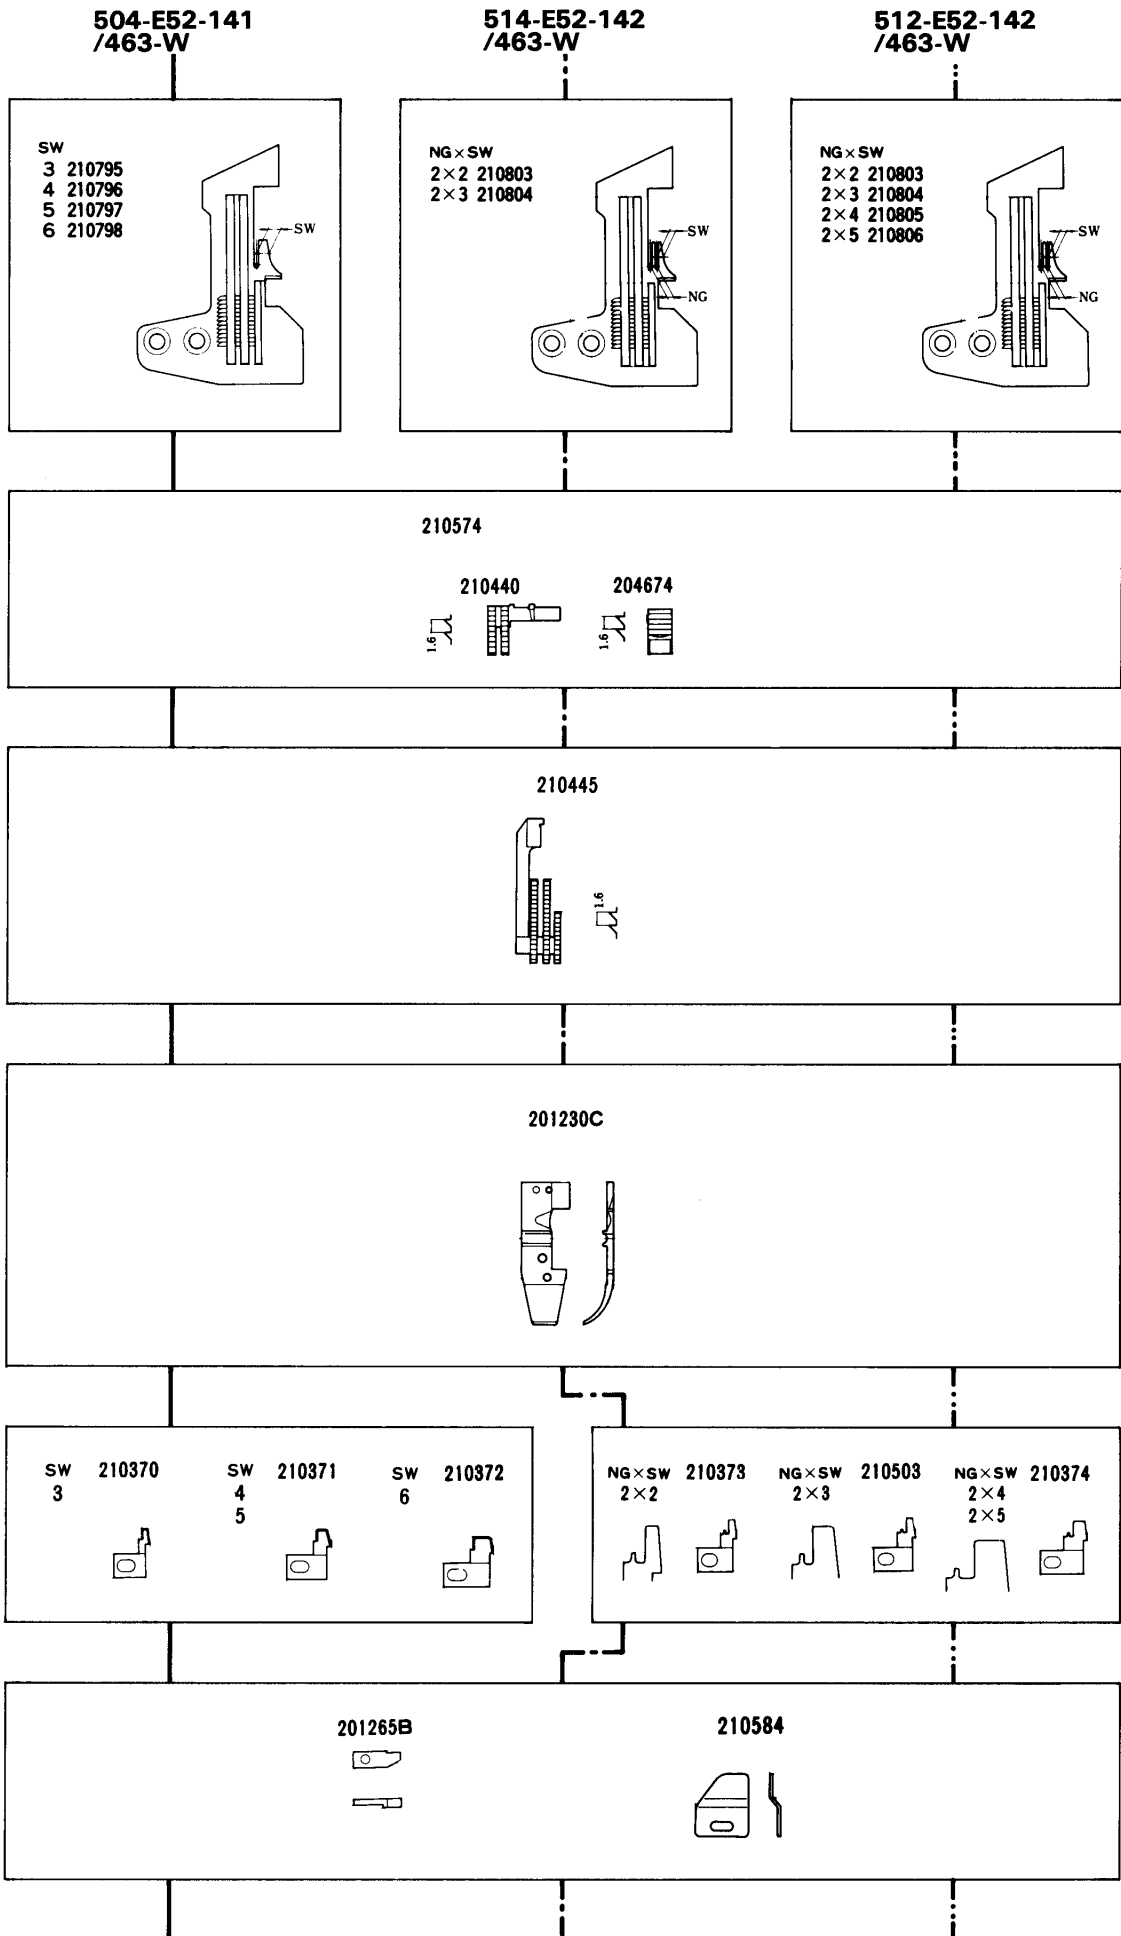 504-E52-141
/463-W
514-E52-142
/463-W
512-E52-142
/463-W
SW
3 210795
4 210796
5 210797
6 210798
SW
NG×SW
2×2 210803
2×3 210804
SW
NG
NG×SW
2×2 210803
2×3 210804
2×4 210805
2×5 210806
SW
NG
210574
210440
1.6
204674
1.6
210445
1.6
201230C
SW 210370
3
SW 210371
4
5
SW 210372
6
NG×SW 210373
2×2
NG×SW 210503
2×3
NG×SW 210374
2×4
2×5
201265B
210584